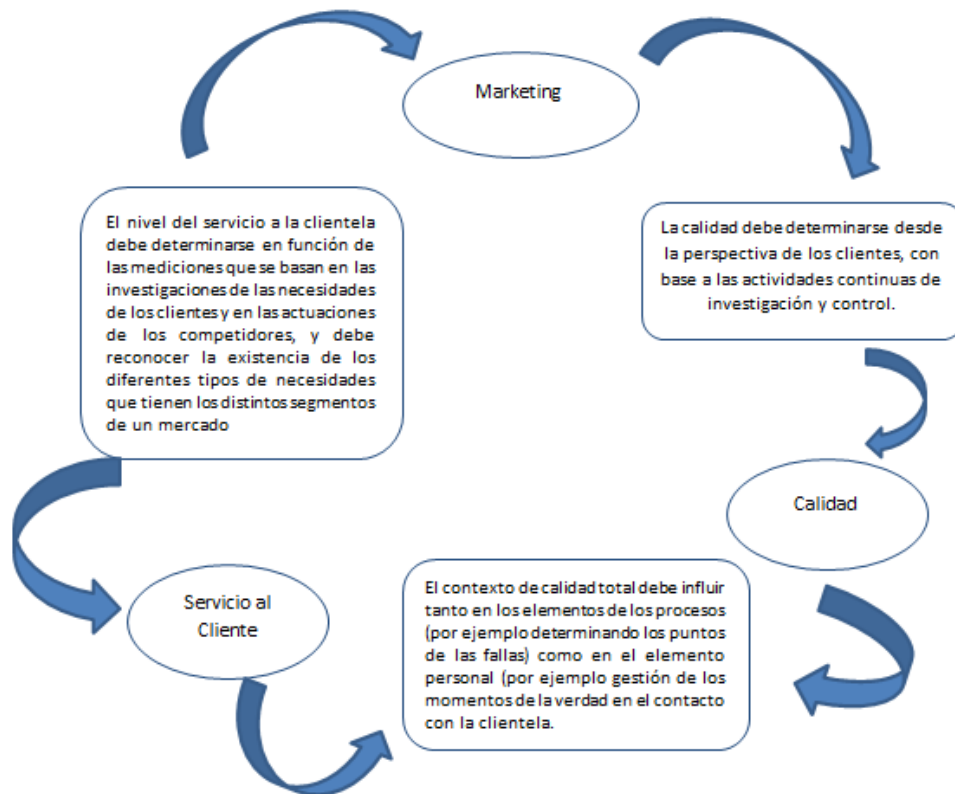 Marketing
El nivel del servicio a la clientela
debe determinarse en función de
las mediciones que se basan en las
investigaciones de las necesidades
de los clientes y en las actuaciones
de los competidores, y debe
reconocer la existencia de los
diferentes tipos de necesidades
que tienen los distintos segmentos
de un mercado
La calidad debe determinarse desde
la perspectiva de los clientes, con
base a las actividades continuas de
investigación y control.
Calidad
Servicio al
Cliente
El contexto de calidad total debe influir
tanto en los elementos de los procesos
(por ejemplo determinando los puntos
de las fallas) como en el elemento
personal (por ejemplo gestión de los
momentos de la verdad en el contacto
con la clientela.